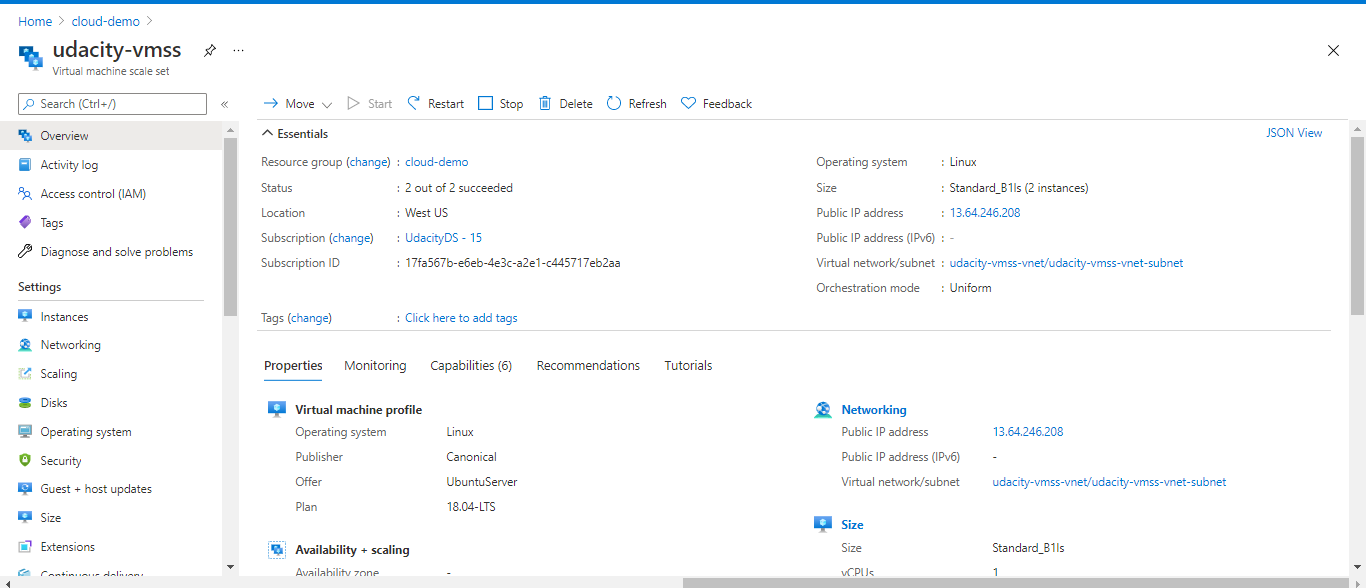 Home > cloud-demo >
udacity-vmss ...
Virtual machine scale set
Search (Ctrl+/) «
Move Start Restart Stop Delete Refresh Feedback
Overview
Activity log
Access control (IAM)
Tags
Diagnose and solve problems
Settings
Instances
Networking
Scaling
Disks
Operating system
Security
Guest + host updates
Size
Extensions
Continuous delivery
Essentials JSON View
Resource group (change) : cloud-demo
Status : 2 out of 2 succeeded
Location : West US
Subscription (change) : UdacityDS - 15
Subscription ID : 17fa567b-e6eb-4e3c-a2e1-c445717eb2aa
Tags (change) : Click here to add tags
Operating system : Linux
Size : Standard_B1ls (2 instances)
Public IP address : 13.64.246.208
Public IP address (IPv6) : -
Virtual network/subnet : udacity-vmss-vnet/udacity-vmss-vnet-subnet
Orchestration mode : Uniform
Properties Monitoring Capabilities (6) Recommendations Tutorials
Virtual machine profile
Operating system Linux
Publisher Canonical
Offer UbuntuServer
Plan 18.04-LTS
Availability + scaling
Availability zone -
Networking
Public IP address 13.64.246.208
Public IP address (IPv6) -
Virtual network/subnet udacity-vmss-vnet/udacity-vmss-vnet-subnet
Size
Size Standard_B1ls
vCPUs 1